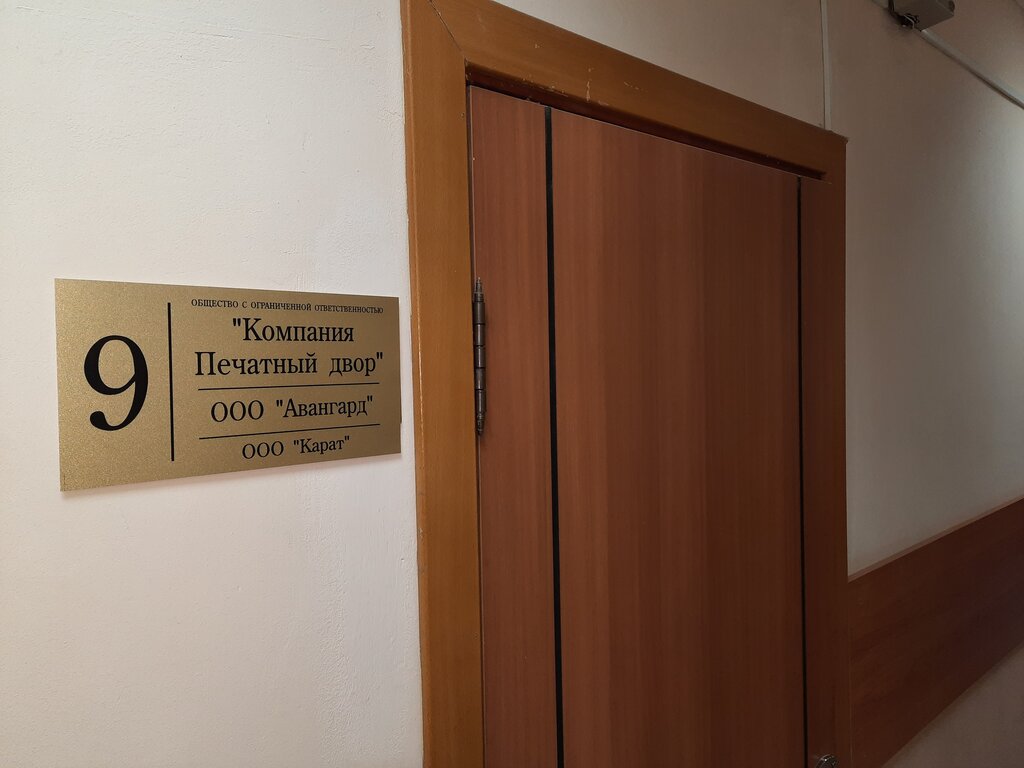 9
ОБЩЕСТВО С ОГРАНИЧЕННОЙ ОТВЕТСТВЕННОСТЬЮ
"Компания
Печатный двор"
ООО "Авангард"
ООО "Карат"